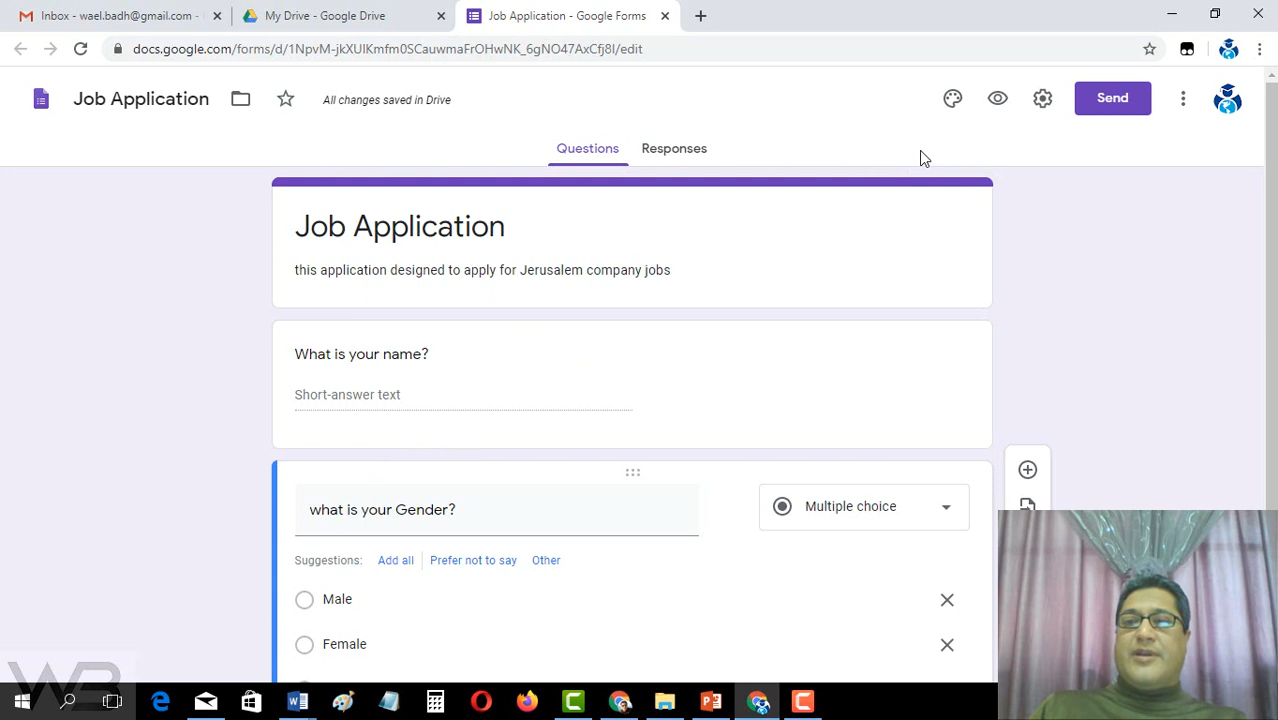 Inbox - wael.badh@gmail.com -
My Drive - Google Drive
Job Application - Google Forms
docs.google.com/forms/d/1NpvM-jkXUlKmfm0SCauwmaFrOHwNK_6gNO47AxCfj8I/edit
Job Application
All changes saved in Drive
Send
Questions
Responses
Job Application
this application designed to apply for Jerusalem company jobs
What is your name?
Short-answer text
what is your Gender?
Multiple choice
Suggestions:
Add all
Prefer not to say
Other
Male
Female
WB